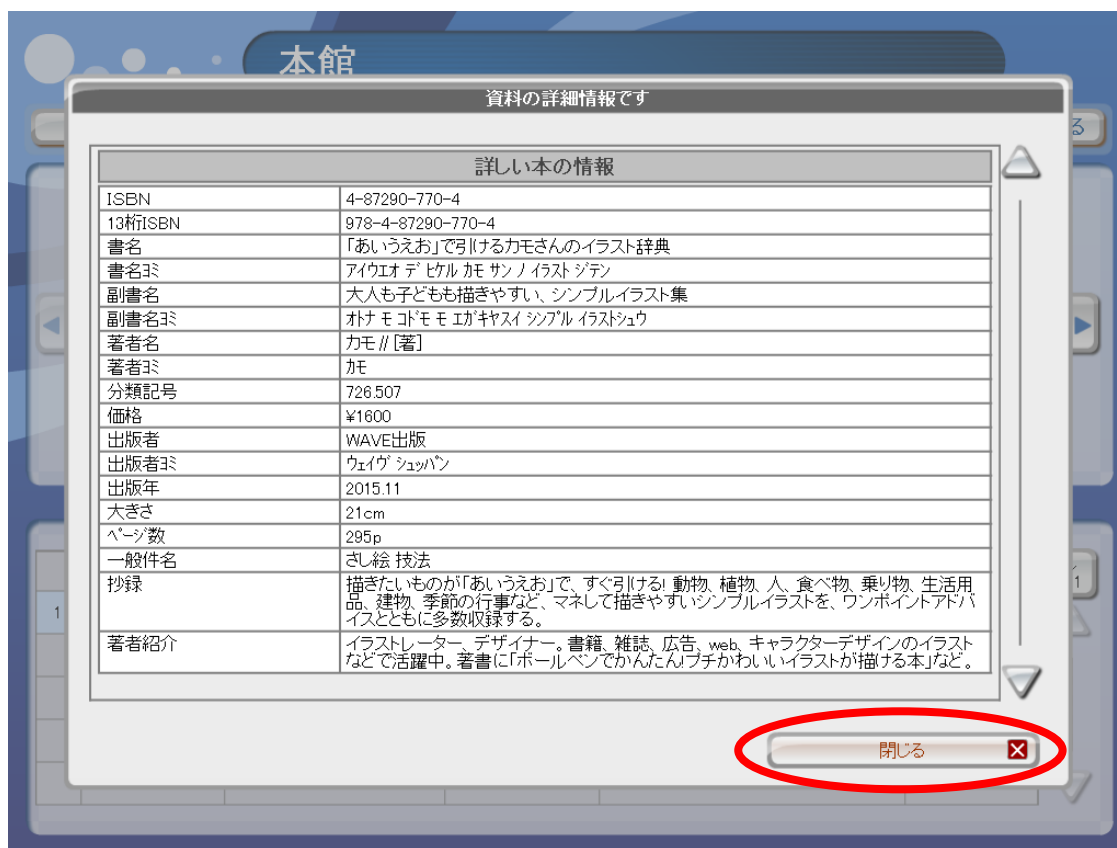 本館
資料の詳細情報です
る
詳しい本の情報
ISBN 4-87290-770-4
13桁ISBN 978-4-87290-770-4
書名 「あいうえお」で引けるカモさんのイラスト辞典
書名ﾖﾐ ｱｲｳｴｵ ﾃﾞ ﾋｹﾙ ｶﾓ ｻﾝ ﾉ ｲﾗｽﾄ ｼﾞﾃﾝ
副書名 大人も子どもも描きやすい、シンプルイラスト集
副書名ﾖﾐ ｵﾄﾅ ﾓ ｺﾄﾞﾓ ﾓ ｴｶﾞｷﾔｽｲ ｼﾝﾌﾟﾙ ｲﾗｽﾄｼｭｳ
著者名 カモ // [著]
著者ﾖﾐ ｶﾓ
分類記号 726.507
価格 ¥1600
出版者 WAVE出版
出版者ﾖﾐ ｳｪｲｳﾞ ｼｭｯﾊﾟﾝ
出版年 2015.11
大きさ 21cm
ﾍﾟｰｼﾞ数 295p
一般件名 さし絵 技法
抄録 描きたいものが「あいうえお」で、すぐ引ける! 動物、植物、人、食べ物、乗り物、生活用
品、建物、季節の行事など、マネして描きやすいシンプルイラストを、ワンポイントアドバ
イスとともに多数収録する。
著者紹介 イラストレーター、デザイナー。書籍、雑誌、広告、web、キャラクターデザインのイラスト
などで活躍中。著書に「ボールペンでかんたん!プチかわいいイラストが描ける本」など。
1
1
閉じる